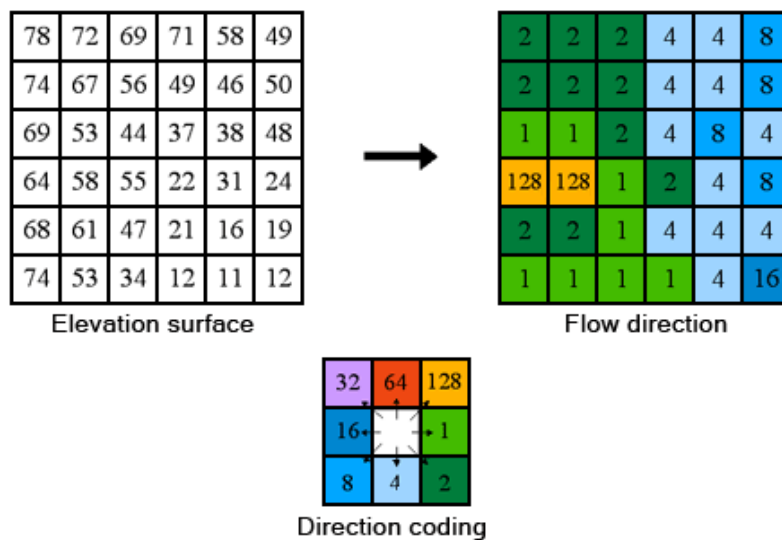 78 72 69 71 58 49
74 67 56 49 46 50
69 53 44 37 38 48
64 58 55 22 31 24
68 61 47 21 16 19
74 53 34 12 11 12
Elevation surface
2 2 2 4 4 8
2 2 2 4 4 8
1 1 2 4 8 4
128 128 1 2 4 8
2 2 1 4 4 4
1 1 1 1 4 16
Flow direction
32 64 128
16 1
8 4 2
Direction coding